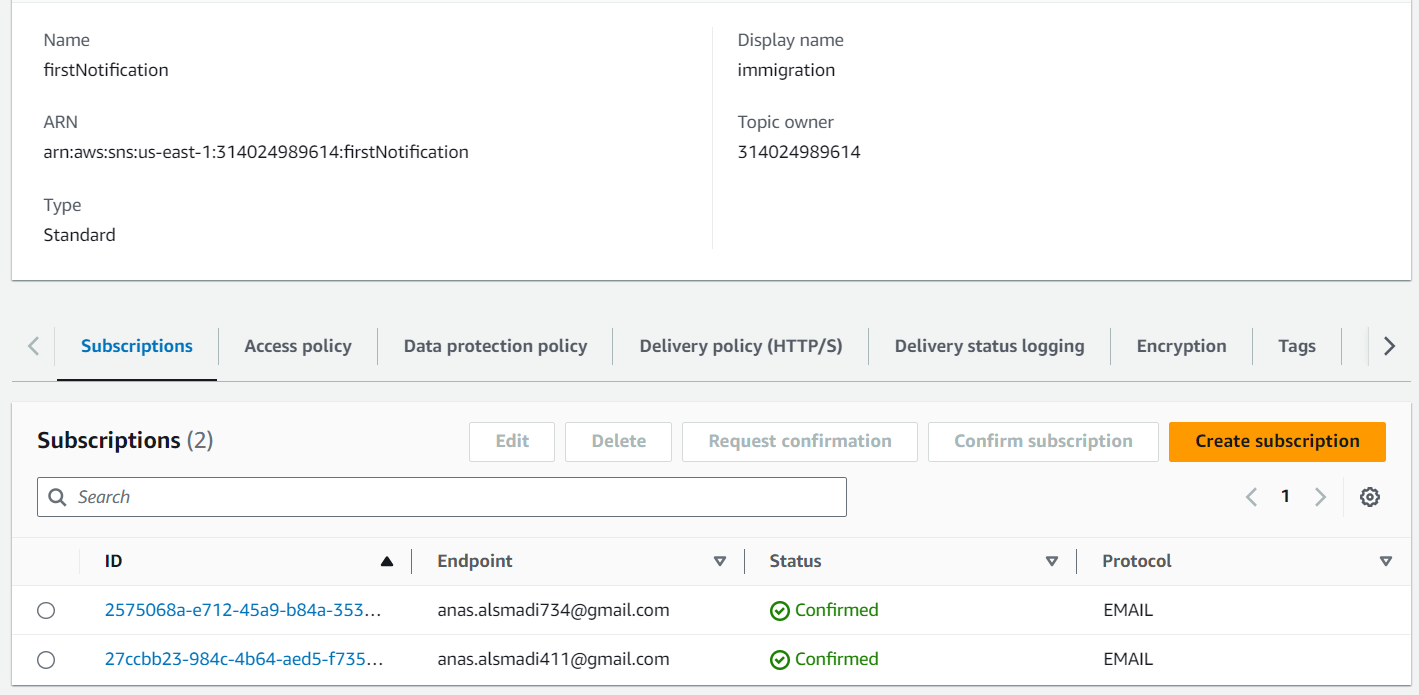 Name
firstNotification
Display name
immigration
ARN
arn:aws:sns:us-east-1:314024989614:firstNotification
Topic owner
314024989614
Type
Standard
Subscriptions Access policy Data protection policy Delivery policy (HTTP/S) Delivery status logging Encryption Tags
Subscriptions (2) Edit Delete Request confirmation Confirm subscription Create subscription
Search 1
ID Endpoint Status Protocol
2575068a-e712-45a9-b84a-353... anas.alsmadi734@gmail.com Confirmed EMAIL
27ccbb23-984c-4b64-aed5-f735... anas.alsmadi411@gmail.com Confirmed EMAIL